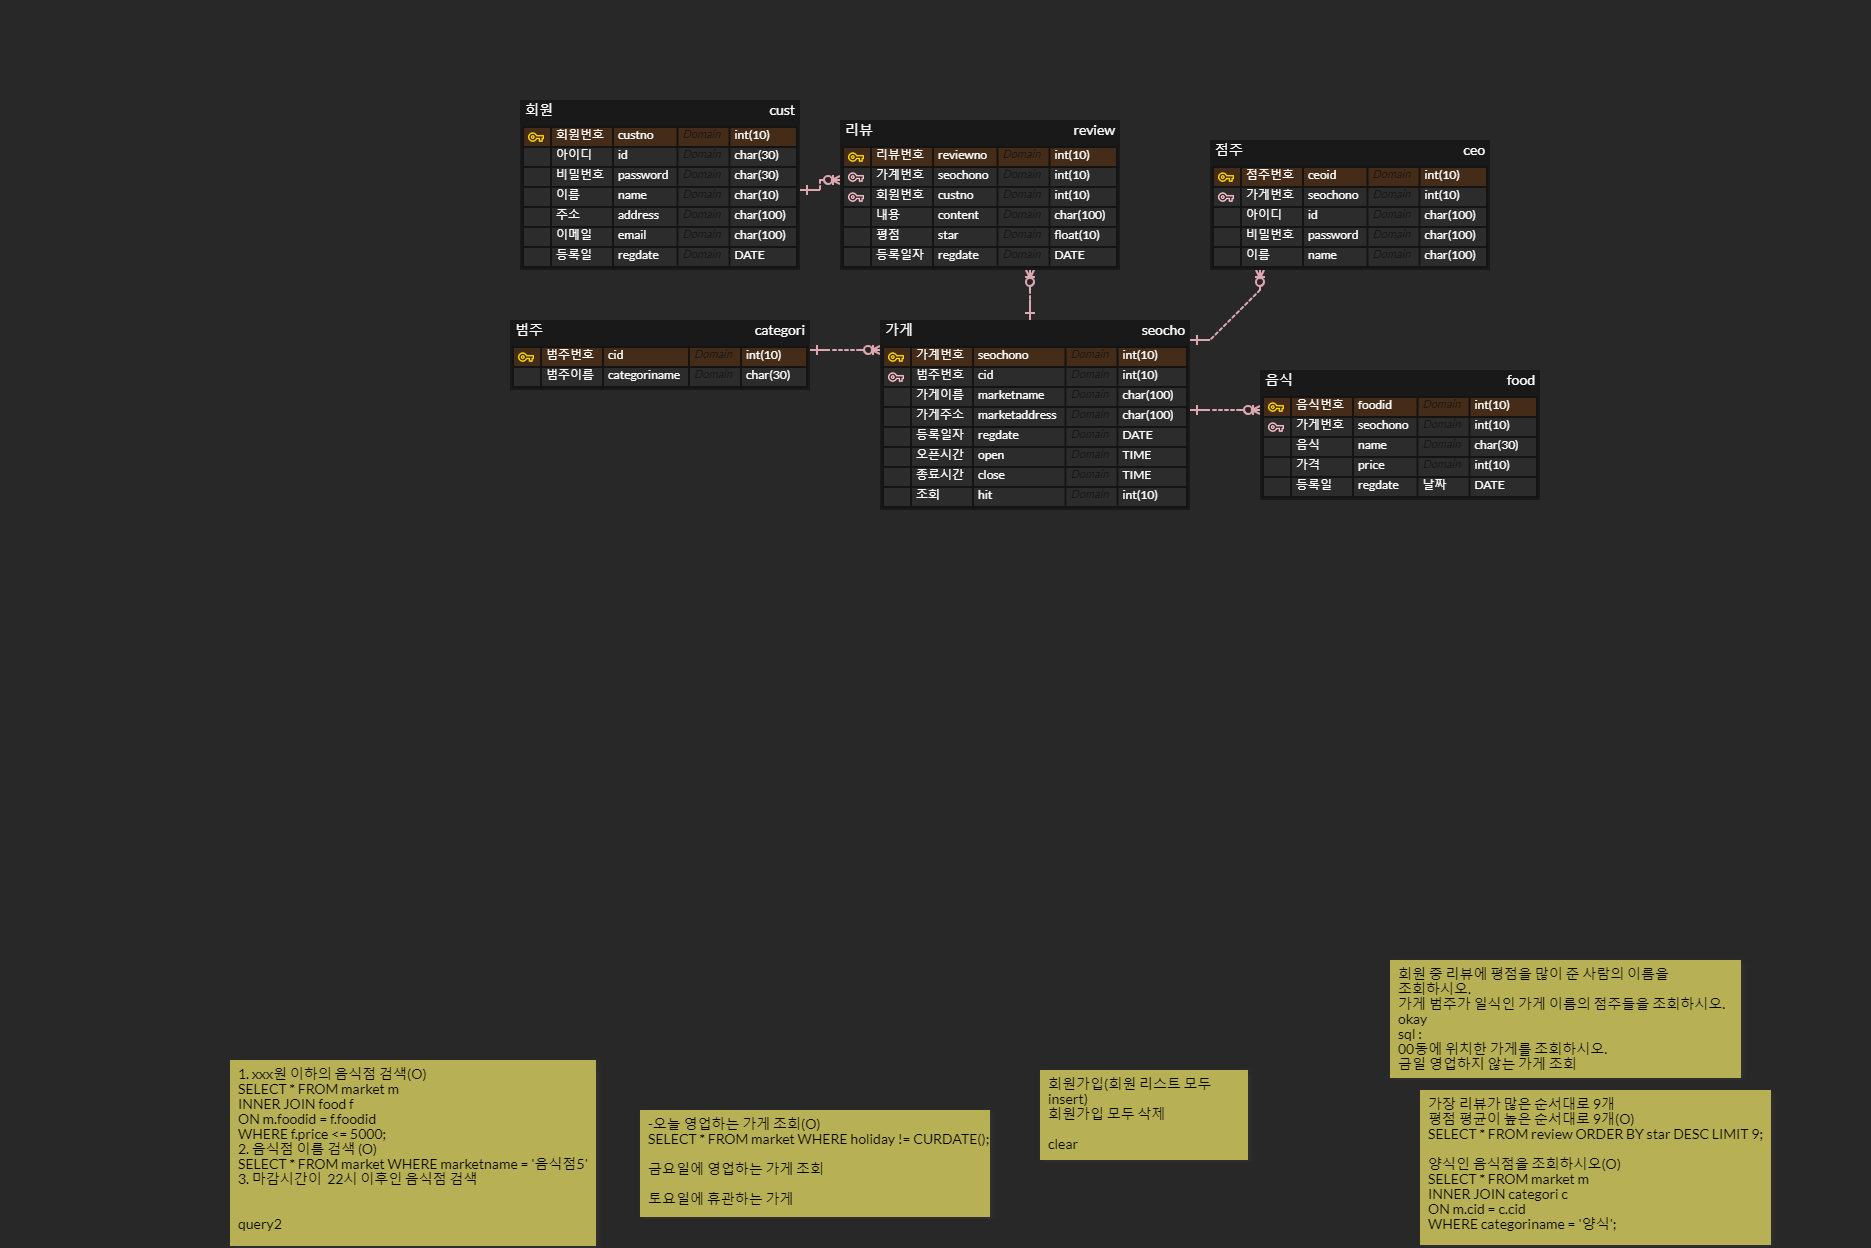 회원 cust
회원번호 custno Domain int(10)
아이디 id Domain char(30)
비밀번호 password Domain char(30)
이름 name Domain char(10)
주소 address Domain char(100)
이메일 email Domain char(100)
등록일 regdate Domain DATE
리뷰 review
리뷰번호 reviewno Domain int(10)
가게번호 seochono Domain int(10)
회원번호 custno Domain int(10)
내용 content Domain char(100)
평점 star Domain float(10)
등록일자 regdate Domain DATE
점주 ceo
점주번호 ceoid Domain int(10)
가게번호 seochono Domain int(10)
아이디 id Domain char(100)
비밀번호 password Domain char(100)
이름 name Domain char(100)
범주 categori
범주번호 cid Domain int(10)
범주이름 categoriname Domain char(30)
가게 seocho
가게번호 seochono Domain int(10)
범주번호 cid Domain int(10)
가게이름 marketname Domain char(100)
가게주소 marketaddress Domain char(100)
등록일자 regdate Domain DATE
오픈시간 open Domain TIME
종료시간 close Domain TIME
조회 hit Domain int(10)
음식 food
음식번호 foodid Domain int(10)
가게번호 seochono Domain int(10)
음식 name Domain char(30)
가격 price Domain int(10)
등록일 regdate 날짜 DATE
회원 중 리뷰에 평점을 많이 준 사람의 이름을
조회하시오.
가게 범주가 일식인 가게 이름의 점주들을 조회하시오.
okay
sql :
00동에 위치한 가게를 조회하시오.
금일 영업하지 않는 가게 조회
1. xxx원 이하의 음식점 검색(O)
SELECT * FROM market m
INNER JOIN food f
ON m.foodid = f.foodid
WHERE f.price <= 5000;
2. 음식점 이름 검색 (O)
SELECT * FROM market WHERE marketname = '음식점5'
3. 마감시간이  22시 이후인 음식점 검색
query2
-오늘 영업하는 가게 조회(O)
SELECT * FROM market WHERE holiday != CURDATE();
금요일에 영업하는 가게 조회
토요일에 휴관하는 가게
회원가입(회원 리스트 모두
insert)
회원가입 모두 삭제
clear
가장 리뷰가 많은 순서대로 9개
평점 평균이 높은 순서대로 9개(O)
SELECT * FROM review ORDER BY star DESC LIMIT 9;
양식인 음식점을 조회하시오(O)
SELECT * FROM market m
INNER JOIN categori c
ON m.cid = c.cid
WHERE categoriname = '양식';